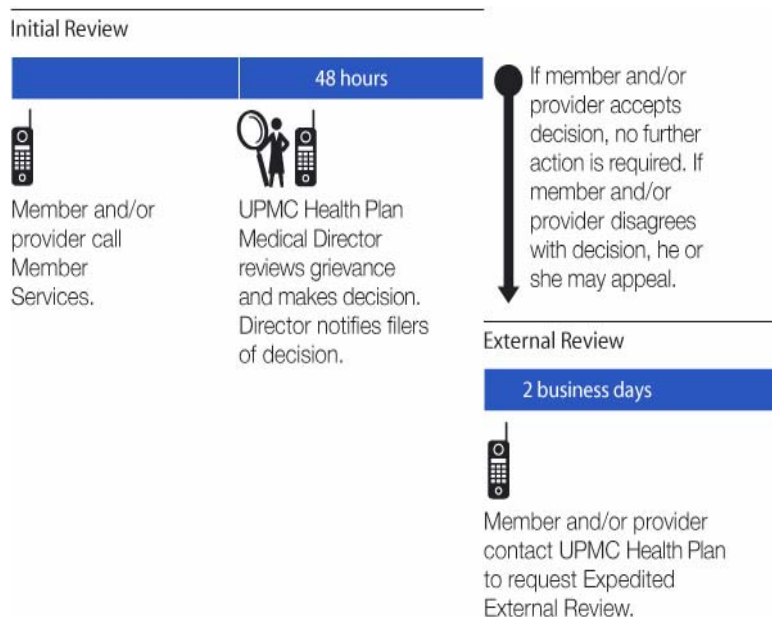 Initial Review
48 hours
Member and/or
provider call
Member
Services.
UPMC Health Plan
Medical Director
reviews grievance
and makes decision.
Director notifies filers
of decision.
If member and/or
provider accepts
decision, no further
action is required. If
member and/or
provider disagrees
with decision, he or
she may appeal.
External Review
2 business days
Member and/or provider
contact UPMC Health Plan
to request Expedited
External Review.